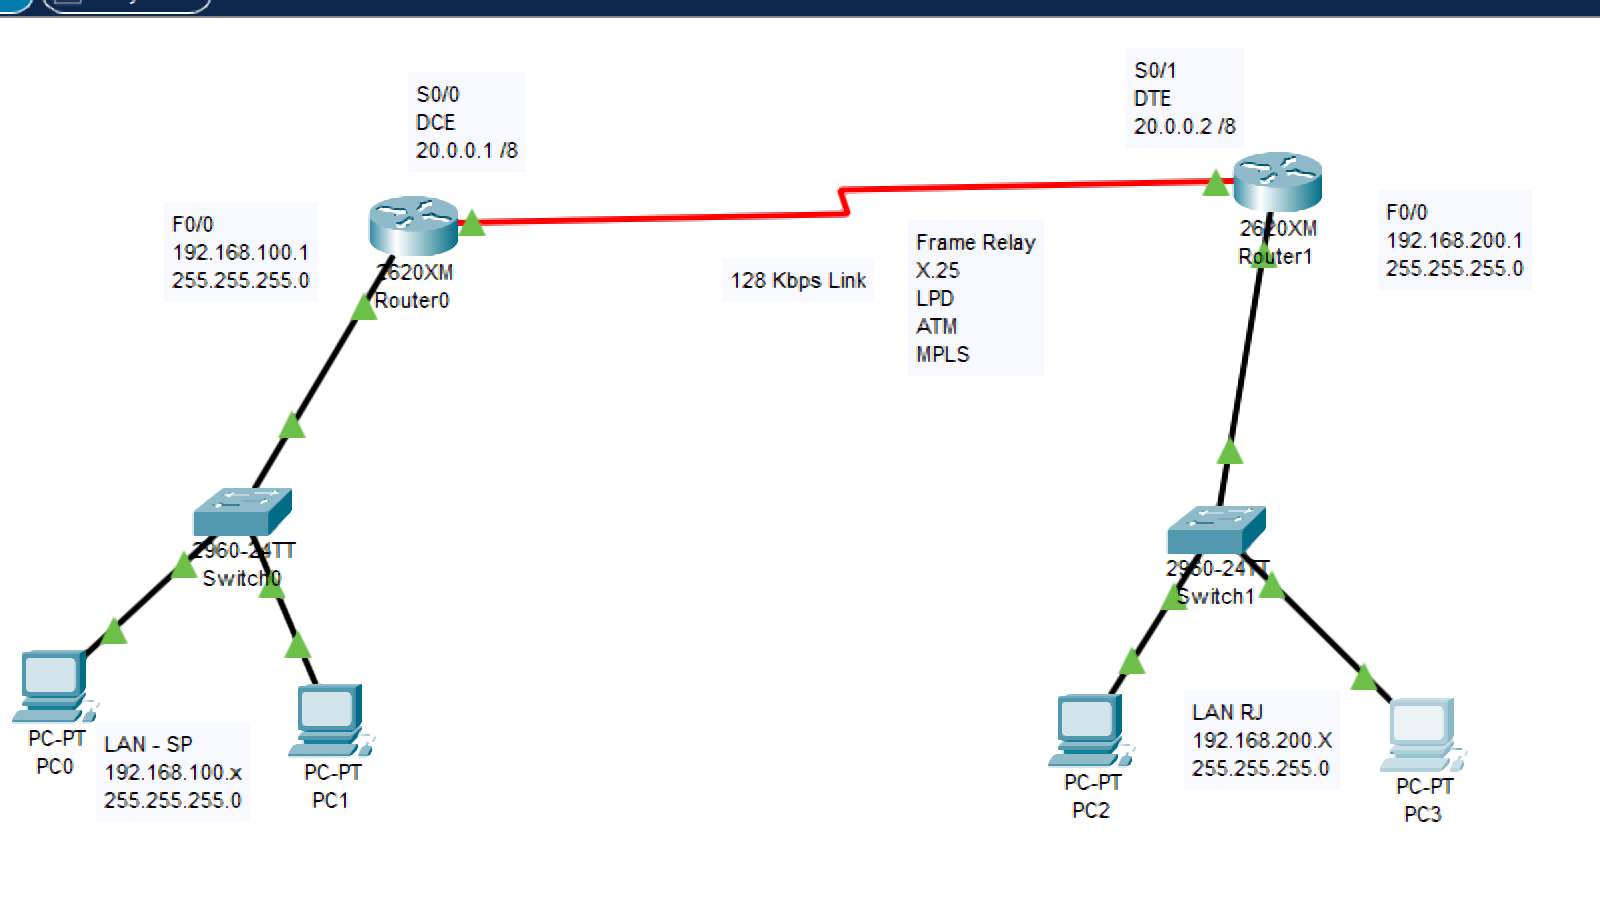 S0/0
DCE
20.0.0.1 /8
S0/1
DTE
20.0.0.2 /8
F0/0
192.168.100.1
255.255.255.0
2620XM
Router0
128 Kbps Link
Frame Relay
X.25
LPD
ATM
MPLS
2620XM
Router1
F0/0
192.168.200.1
255.255.255.0
2960-24TT
Switch0
2960-24TT
Switch1
PC-PT
PC0
LAN - SP
192.168.100.x
255.255.255.0
PC-PT
PC1
PC-PT
PC2
LAN RJ
192.168.200.X
255.255.255.0
PC-PT
PC3